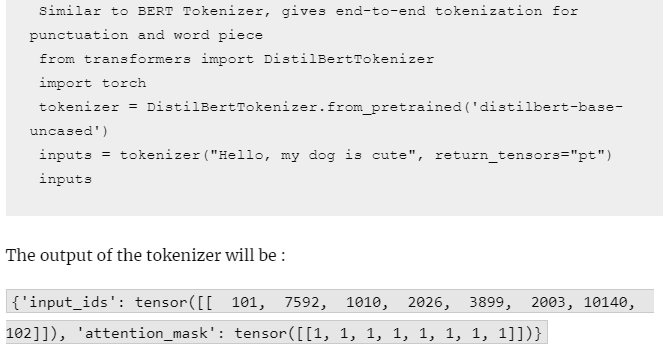 Similar to BERT Tokenizer, gives end-to-end tokenization for
punctuation and word piece
from transformers import DistilBertTokenizer
import torch
tokenizer = DistilBertTokenizer.from_pretrained('distilbert-base-
uncased')
inputs = tokenizer("Hello, my dog is cute", return_tensors="pt")
inputs
The output of the tokenizer will be :
{'input_ids': tensor([[  101,  7592,  1010,  2026,  3899,  2003, 10140,
102]]), 'attention_mask': tensor([[1, 1, 1, 1, 1, 1, 1, 1]])}